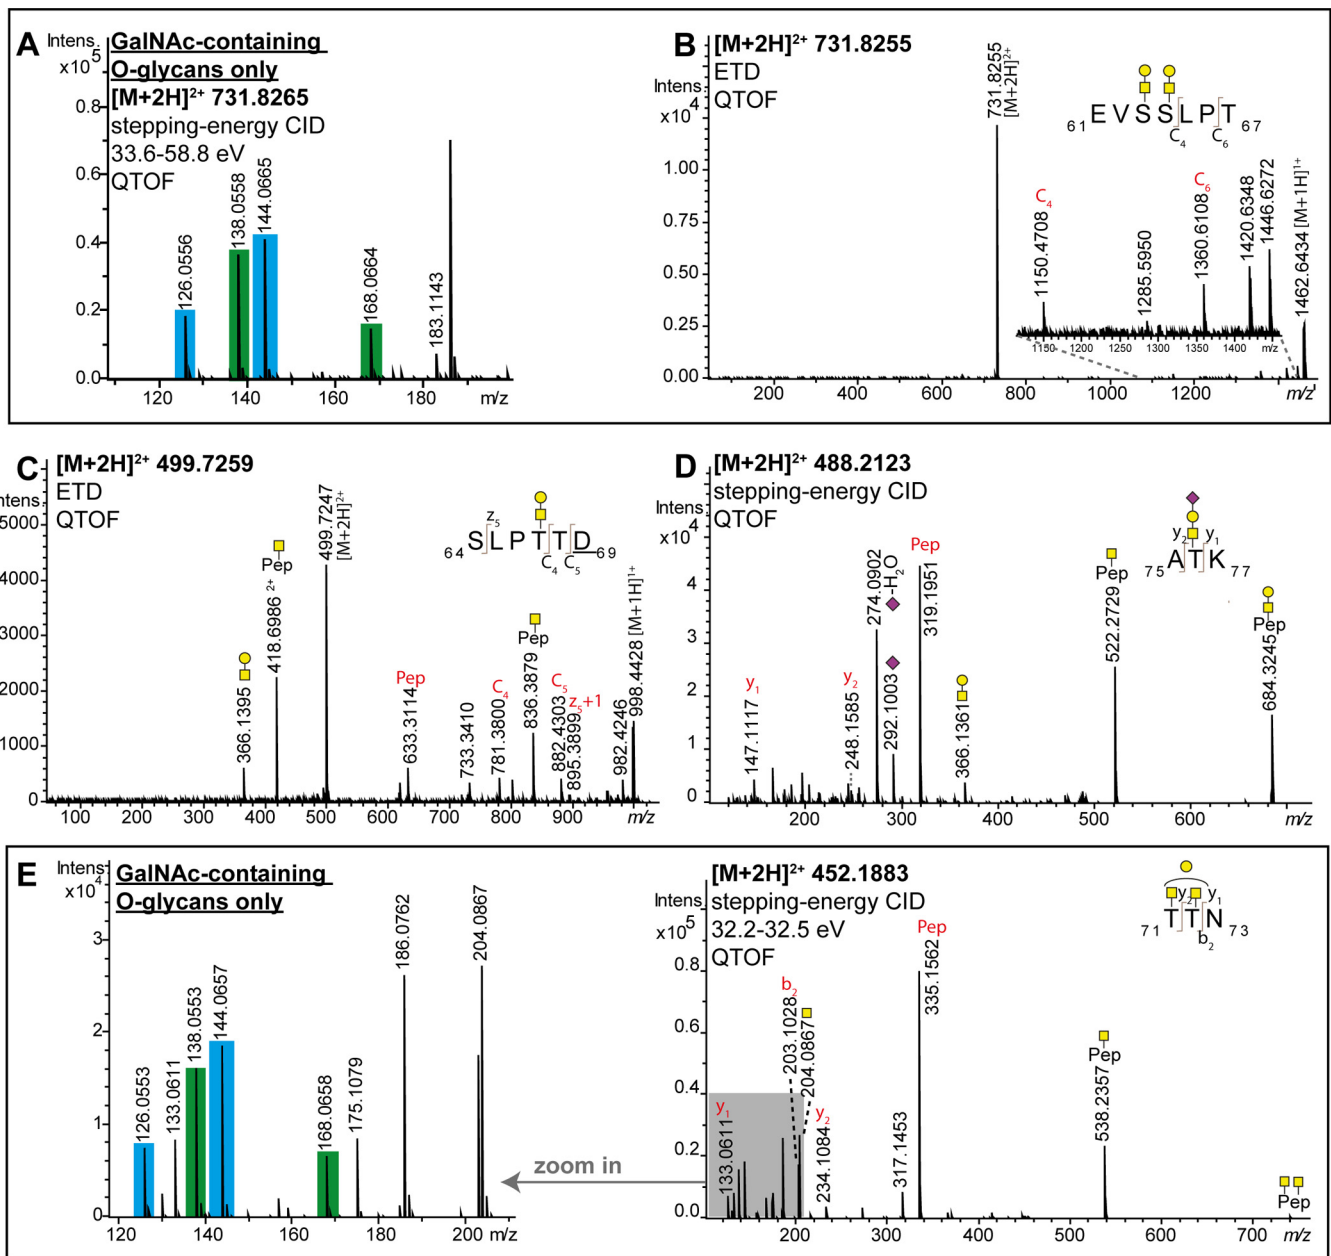 A
Intens.
x10⁵
GalNAc-containing
O-glycans only
[M+2H]²⁺ 731.8265
stepping-energy CID
33.6-58.8 eV
QTOF
0.8
0.6
0.4
0.2
0.0
126.0556
138.0558
144.0665
168.0664
183.1143
120
140
160
180
m/z
B
[M+2H]²⁺ 731.8255
ETD
QTOF
Intens.
x10⁴
1.00
0.75
0.50
0.25
0.00
731.8255
[M+2H]²⁺
61 E V S S L P T 67
C₄
C₆
C₄
1150.4708
1285.5950
C₆
1360.6108
1420.6348
1446.6272
1462.6434 [M+1H]¹⁺
1150
1200
1250
1300
1350
1400
m/z
200
400
600
800
1000
1200
m/z
C
[M+2H]²⁺ 499.7259
ETD
QTOF
5000
4000
3000
2000
1000
0
366.1395
Pep
418.6986 ²⁺
499.7247
[M+2H]²⁺
z₅
64 S L P T T D 69
C₄
C₅
Pep
633.3114
733.3410
C₄
781.3800
Pep
836.3879
C₅
882.4303
z₅+1
895.3899
982.4246
998.4428 [M+1H]¹⁺
100
200
300
400
500
600
700
800
900
m/z
D
[M+2H]²⁺ 488.2123
stepping-energy CID
QTOF
Intens.
x10⁴
4
3
2
1
0
y₁
147.1117
y₂
248.1585
274.0902
-H₂O
292.1003
Pep
319.1951
366.1361
Pep
522.2729
Pep
684.3245
y₂
y₁
75 A T K 77
200
300
400
500
600
m/z
E
Intens.
x10⁴
GalNAc-containing
O-glycans only
3
2
1
0
126.0553
133.0611
138.0553
144.0657
168.0658
175.1079
186.0762
204.0867
120
140
160
180
200
m/z
zoom in
[M+2H]²⁺ 452.1883
stepping-energy CID
32.2-32.5 eV
QTOF
Intens.
x10⁵
0.8
0.6
0.4
0.2
0.0
y₁
133.0611
b₂
203.1028
204.0867
y₂
234.1084
317.1453
Pep
335.1562
Pep
538.2357
Pep
y₂
y₁
71 T T N 73
b₂
200
300
400
500
600
700
m/z